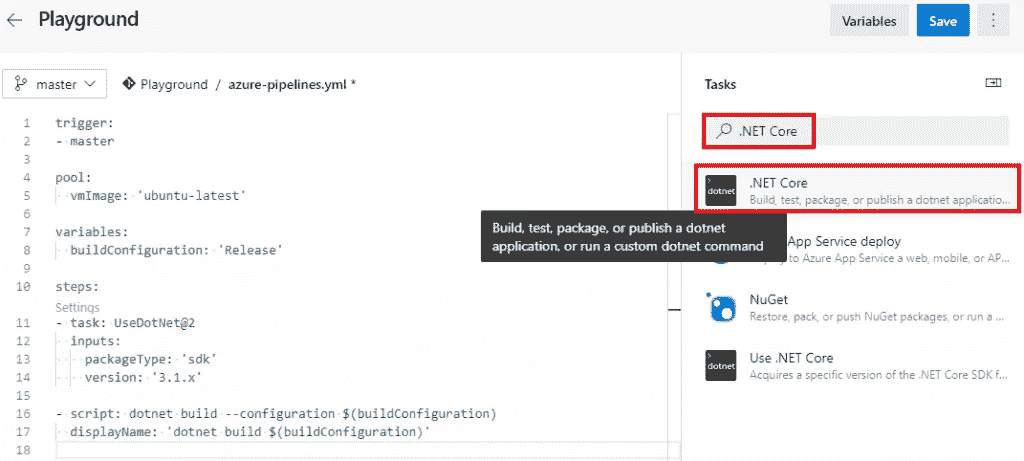 Playground
Variables
Save
master
Playground / azure-pipelines.yml *
Tasks
1 trigger:
2 - master
3
4 pool:
5 vmImage: 'ubuntu-latest'
6
7 variables:
8 buildConfiguration: 'Release'
9
10 steps:
Settings
11 - task: UseDotNet@2
12 inputs:
13 packageType: 'sdk'
14 version: '3.1.x'
15
16 - script: dotnet build --configuration $(buildConfiguration)
17 displayName: 'dotnet build $(buildConfiguration)'
18
.NET Core
dotnet
.NET Core
Build, test, package, or publish a dotnet applicatio...
Build, test, package, or publish a dotnet
application, or run a custom dotnet command
App Service deploy
to Azure App Service a web, mobile, or AP...
NuGet
Restore, pack, or push NuGet packages, or run a ...
dotnet
Use .NET Core
Acquires a specific version of the .NET Core SDK f...